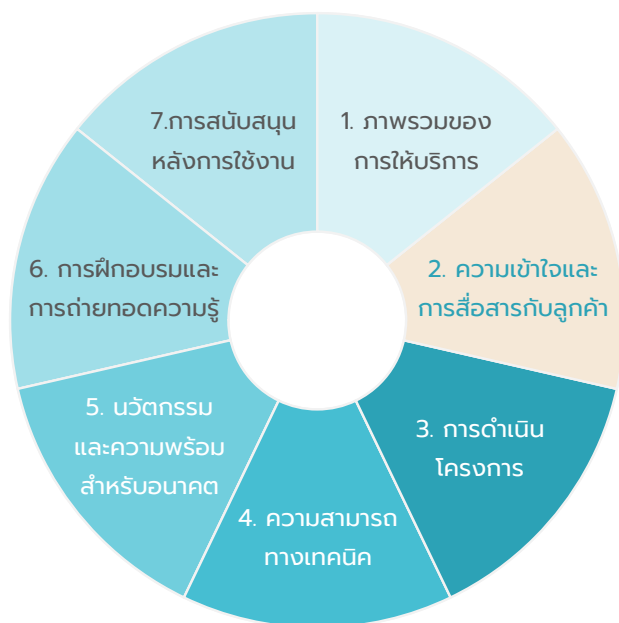 1. ภาพรวมของ
การให้บริการ
2. ความเข้าใจและ
การสื่อสารกับลูกค้า
3. การดำเนิน
โครงการ
4. ความสามารถ
ทางเทคนิค
5. นวัตกรรม
และความพร้อม
สำหรับอนาคต
6. การฝึกอบรมและ
การถ่ายทอดความรู้
7.การสนับสนุน
หลังการใช้งาน